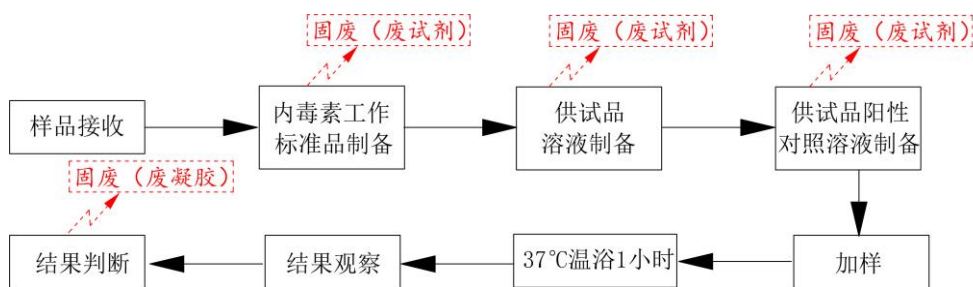 固废（废试剂）
固废（废试剂）
固废（废试剂）
样品接收
内毒素工作
标准品制备
供试品
溶液制备
供试品阳性
对照溶液制备
固废（废凝胶）
结果判断
结果观察
37℃温浴1小时
加样